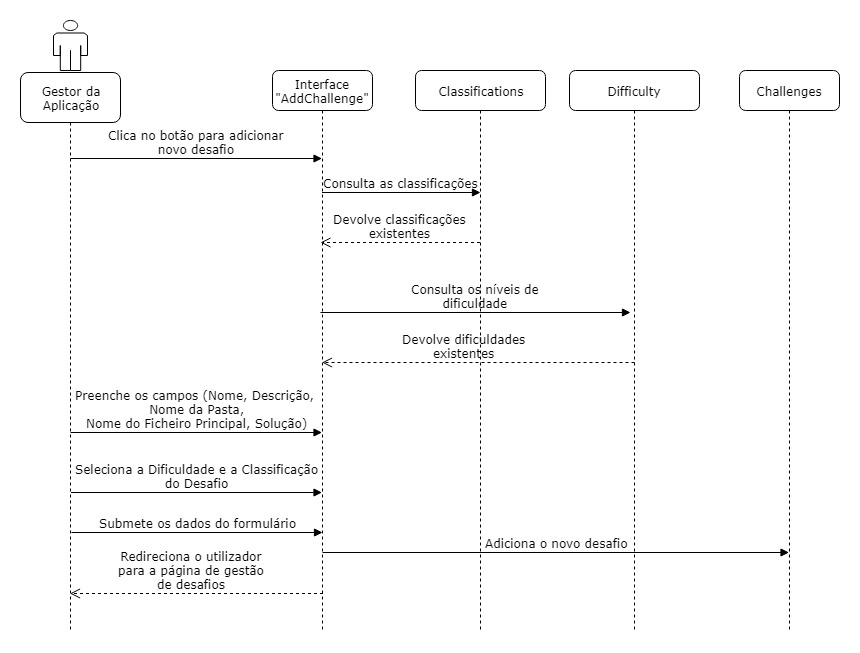 Gestor da
Aplicação
Interface
"AddChallenge"
Classifications
Difficulty
Challenges
Clica no botão para adicionar
novo desafio
Consulta as classificações
Devolve classificações
existentes
Consulta os níveis de
dificuldade
Devolve dificuldades
existentes
Preenche os campos (Nome, Descrição,
Nome da Pasta,
Nome do Ficheiro Principal, Solução)
Seleciona a Dificuldade e a Classificação
do Desafio
Submete os dados do formulário
Adiciona o novo desafio
Redireciona o utilizador
para a página de gestão
de desafios